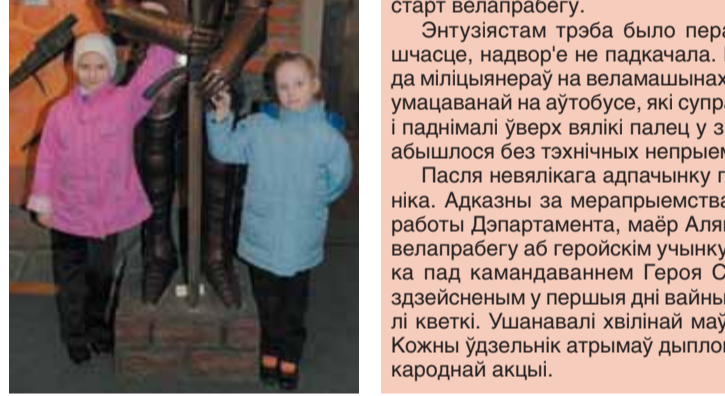 старт велапрабегу.
Энтузіястам трэба было пера
шчасце, надвор'е не падкачала.
да міліцыянераў на веламашынах
умацаванай на аўтобусе, які супр
і паднімалі ўверх вялікі палец у з
абышлося без тэхнічных непрыем
Пасля невялікага адпачынку п
ніка. Адказны за мерапрыемства
работы Дэпартамента, маёр Аля
велапрабегу аб геройскім учынку
ка пад камандаваннем Героя С
здзейсненым у першыя дні вайны
лі кветкі. Ушанавалі хвілінай маў
Кожны ўдзельнік атрымаў дыплом
кароднай акцыі.